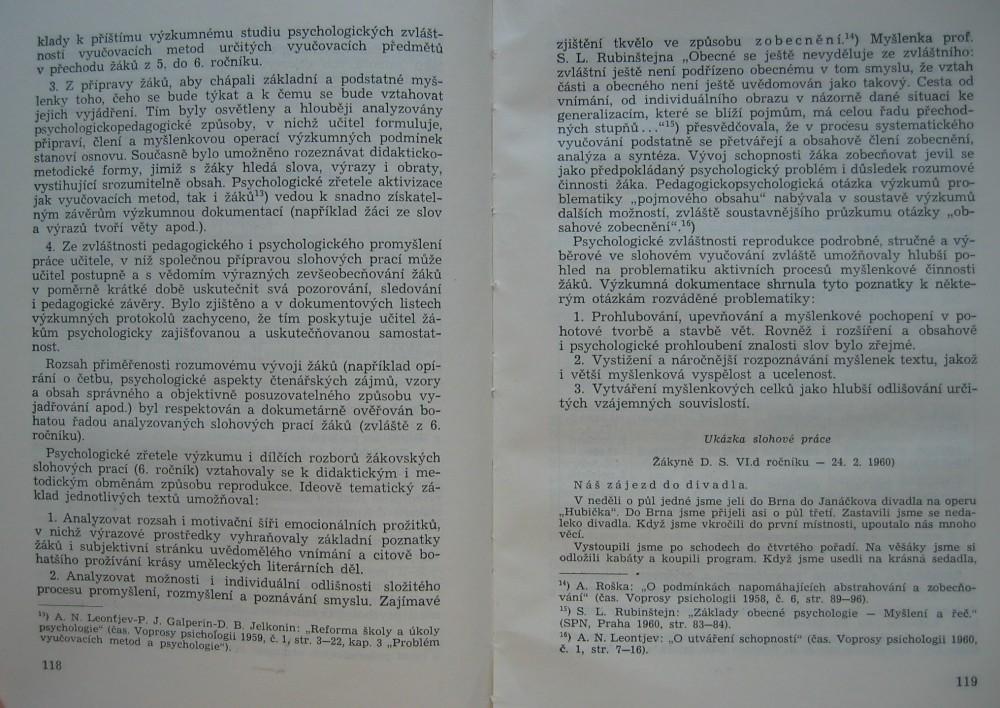 klady k příštímu výzkumnému studiu psychologických zvlášt-
ností vyučovacích metod určitých vyučovacích předmětů
v přechodu žáků z 5. do 6. ročníku.
3. Z přípravy žáků, aby chápali základní a podstatné myš-
lenky toho, čeho se bude týkat a k čemu se bude vztahovat
jejich vyjádření. Tím byly osvětleny a hlouběji analyzovány
psychologickopedagogické způsoby, v nichž učitel formuluje,
připraví, člení a myšlenkovou operací výzkumných podmínek
stanoví osnovu. Současně bylo umožněno rozeznávat didakticko-
metodické formy, jimiž s žáky hledá slova, výrazy i obraty,
vystihující srozumitelně obsah. Psychologické zřetele aktivizace
jak vyučovacích metod, tak i žáků¹³) vedou k snadno získatel-
ným závěrům výzkumnou dokumentací (například žáci ze slov
a výrazů tvoří věty apod.).
4. Ze zvláštnosti pedagogického i psychologického promyšlení
práce učitele, v níž společnou přípravou slohových prací může
učitel postupně a s vědomím výrazných zevšeobecňování žáků
v poměrně krátké době uskutečnit svá pozorování, sledování
i pedagogické závěry. Bylo zjištěno a v dokumentových listech
výzkumných protokolů zachyceno, že tím poskytuje učitel žá-
kům psychologicky zajišťovanou a uskutečňovanou samostat-
nost.
Rozsah přiměřenosti rozumovému vývoji žáků (například opí-
rání o četbu, psychologické aspekty čtenářských zájmů, vzory
a obsah správného a objektivně posuzovatelného způsobu vy-
jadřování apod.) byl respektován a dokumetárně ověřován bo-
hatou řadou analyzovaných slohových prací žáků (zvláště z 6.
ročníku).
Psychologické zřetele výzkumu i dílčích rozborů žákovských
slohových prací (6. ročník) vztahovaly se k didaktickým i me-
todickým obměnám způsobu reprodukce. Ideově tematický zá-
klad jednotlivých textů umožňoval:
1. Analyzovat rozsah i motivační šíři emocionálních prožitků,
v nichž výrazové prostředky vyhraňovaly základní poznatky
žáků i subjektivní stránku uvědomělého vnímání a citově bo-
hatšího prožívání krásy uměleckých literárních děl.
2. Analyzovat možnosti i individuální odlišnosti složitého
procesu promyšlení, rozmyšlení a poznávání smyslu. Zajímavé
¹³) A. N. Leontjev-P. J. Galperin-D. B. Jelkonin: „Reforma školy a úkoly
psychologie“ (čas. Voprosy psichologii 1959, č. 1, str. 3—22, kap. 3 „Problém
vyučovacích metod a psychologie“).
118
zjištění tkvělo ve způsobu zobecnění.¹⁴) Myšlenka prof.
S. L. Rubinštejna „Obecné se ještě nevyděluje ze zvláštního:
zvláštní ještě není podřízeno obecnému v tom smyslu, že vztah
části a obecného není ještě uvědomován jako takový. Cesta od
vnímání, od individuálního obrazu v názorně dané situaci ke
generalizacím, které se blíží pojmům, má celou řadu přechod-
ných stupňů...“¹⁵) přesvědčovala, že v procesu systematického
vyučování podstatně se přetvářejí a obsahově člení zobecnění,
analýza a syntéza. Vývoj schopnosti žáka zobecňovat jevil se
jako předpokládaný psychologický problém i důsledek rozumové
činnosti žáka. Pedagogickopsychologická otázka výzkumů pro-
blematiky „pojmového obsahu“ nabývala v soustavě výzkumů
dalších možností, zvláště soustavnějšího průzkumu otázky „ob-
sahové zobecnění“.¹⁶)
Psychologické zvláštnosti reprodukce podrobné, stručné a vý-
běrové ve slohovém vyučování zvláště umožňovaly hlubší po-
hled na problematiku aktivních procesů myšlenkové činnosti
žáků. Výzkumná dokumentace shrnula tyto poznatky k někte-
rým otázkám rozváděné problematiky:
1. Prohlubování, upevňování a myšlenkové pochopení v po-
hotové tvorbě a stavbě vět. Rovněž i rozšíření a obsahové
i psychologické prohloubení znalosti slov bylo zřejmé.
2. Vystižení a náročnější rozpoznávání myšlenek textu, jakož
i větší myšlenková vyspělost a ucelenost.
3. Vytváření myšlenkových celků jako hlubší odlišování urči-
tých vzájemných souvislostí.
Ukázka slohové práce
Žákyně D. S. VI.d ročníku — 24. 2. 1960)
Náš zájezd do divadla.
V neděli o půl jedné jsme jeli do Brna do Janáčkova divadla na operu
„Hubička“. Do Brna jsme přijeli asi o půl třetí. Zastavili jsme se neda-
leko divadla. Když jsme vkročili do první místnosti, upoutalo nás mnoho
věcí.
Vystoupili jsme po schodech do čtvrtého pořadí. Na věšáky jsme si
odložili kabáty a koupili program. Když jsme usedli na krásná sedadla,
¹⁴) A. Roška: „O podmínkách napomáhajících abstrahování a zobecňo-
vání“ (čas. Voprosy psichologii 1958, č. 6, str. 89—96).
¹⁵) S. L. Rubinštejn: „Základy obecné psychologie — Myšlení a řeč.“
(SPN, Praha 1960, str. 83—84).
¹⁶) A. N. Leontjev: „O utváření schopností“ (čas. Voprosy psichologii 1960,
č. 1, str. 7—16).
119